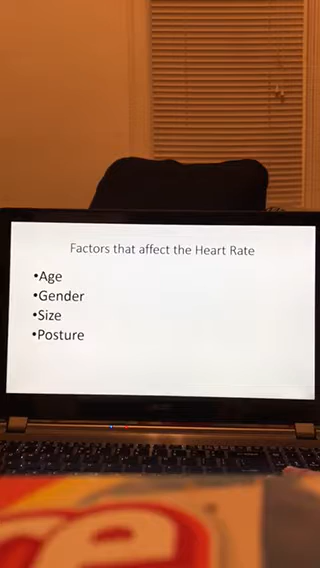 Factors that affect the Heart Rate
•Age
•Gender
•Size
•Posture